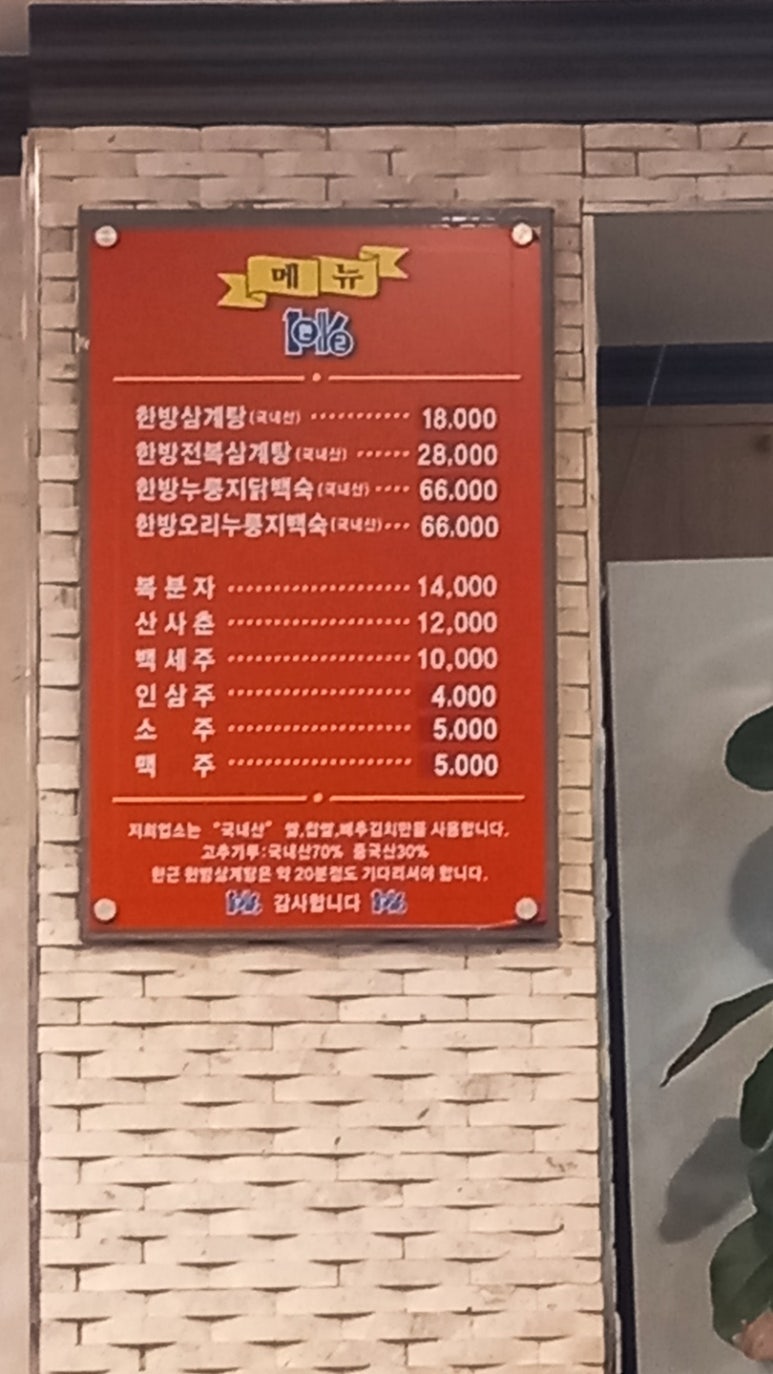 메뉴
한방삼계탕(국내산) ············ 18.000
한방전복삼계탕(국내산) ······ 28,000
한방누룽지닭백숙(국내산) ···· 66.000
한방오리누룽지백숙(국내산)··· 66.000
복분자 ···················· 14,000
산사춘 ···················· 12,000
백세주 ···················· 10,000
인삼주 ···················· 4.000
소 주 ···················· 5,000
맥 주 ···················· 5.000
저희업소는 "국내산" 쌀,찹쌀,배추김치만을 사용합니다.
고추가루:국내산70% 중국산30%
한방삼계탕은 약 20분정도 기다리셔야 합니다.
감사합니다